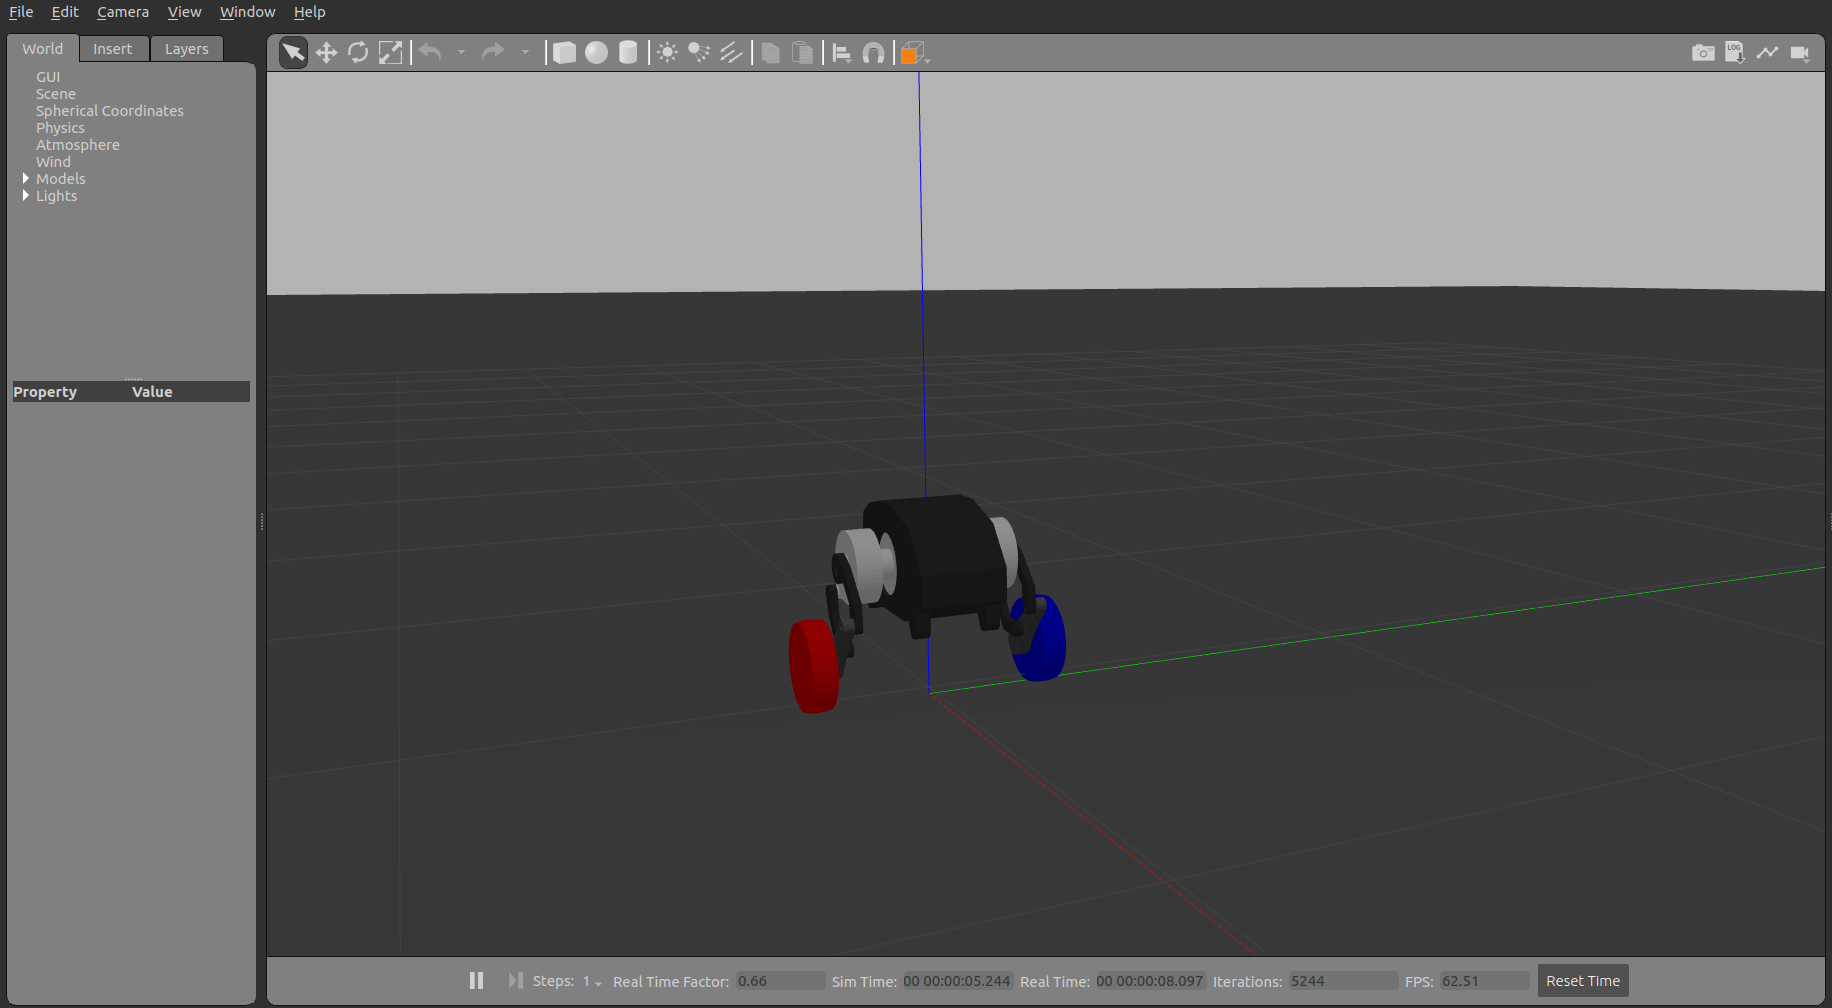 File Edit Camera View Window Help
World Insert Layers
LOG
GUI
Scene
Spherical Coordinates
Physics
Atmosphere
Wind
Models
Lights
Property Value
Steps: 1 Real Time Factor: 0.66 Sim Time: 00 00:00:05.244 Real Time: 00 00:00:08.097 Iterations: 5244 FPS: 62.51 Reset Time